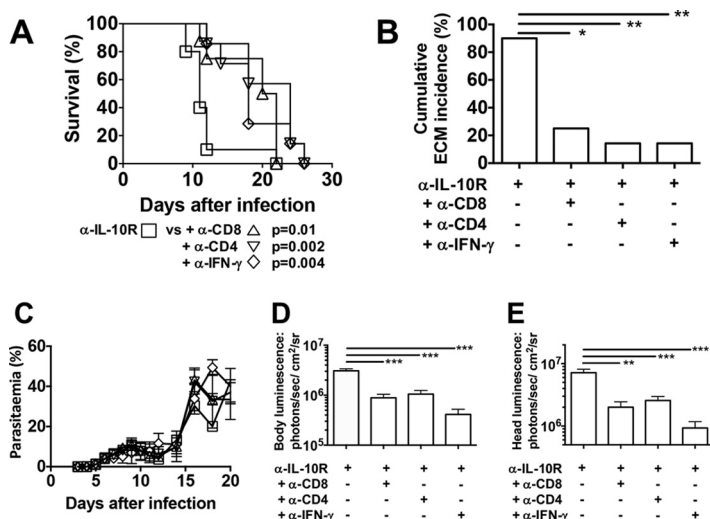 A
Survival (%)
100
80
60
40
20
0
0 10 20 30
Days after infection
α-IL-10R □ vs + α-CD8 △ p=0.01
+ α-CD4 ▽ p=0.002
+ α-IFN-γ ◇ p=0.004
B
Cumulative
ECM incidence (%)
100
80
60
40
20
0
**
**
*
α-IL-10R + + + +
+ α-CD8 - + - -
+ α-CD4 - - + -
+ α-IFN-γ - - - +
C
Parasitaemia (%)
60
40
20
0
0 5 10 15 20
Days after infection
D
Body luminescence:
photons/sec/ cm²/sr
10⁷
10⁶
10⁵
***
***
***
α-IL-10R + + + +
+ α-CD8 - + - -
+ α-CD4 - - + -
+ α-IFN-γ - - - +
E
Head luminescence:
photons/sec/ cm²/sr
10⁷
10⁶
***
***
**
α-IL-10R + + + +
+ α-CD8 - + - -
+ α-CD4 - - + -
+ α-IFN-γ - - - +